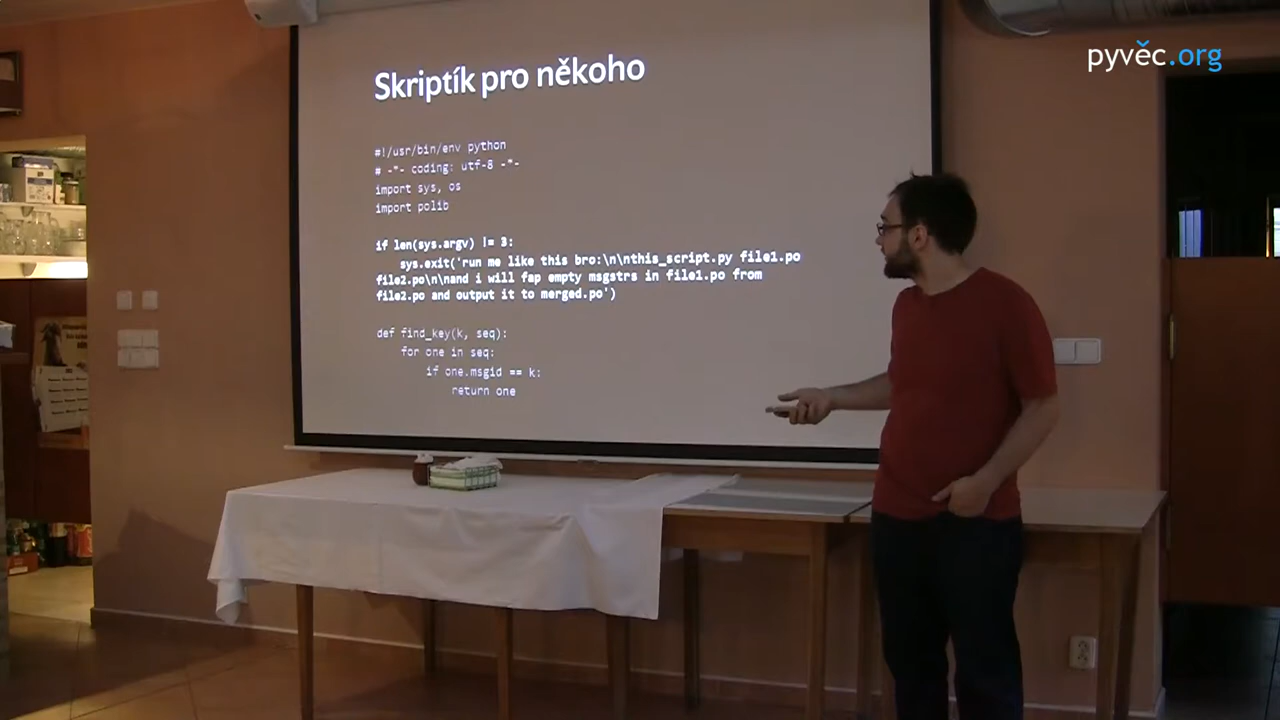 pyvěc.org
Skriptík pro někoho
#!/usr/bin/env python
# -*- coding: utf-8 -*-
import sys, os
import polib
if len(sys.argv) != 3:
sys.exit('run me like this bro:\n\nthis_script.py file1.po
file2.po\n\nand i will fap empty msgstrs in file1.po from
file2.po and output it to merged.po')
def find_key(k, seq):
for one in seq:
if one.msgid == k:
return one